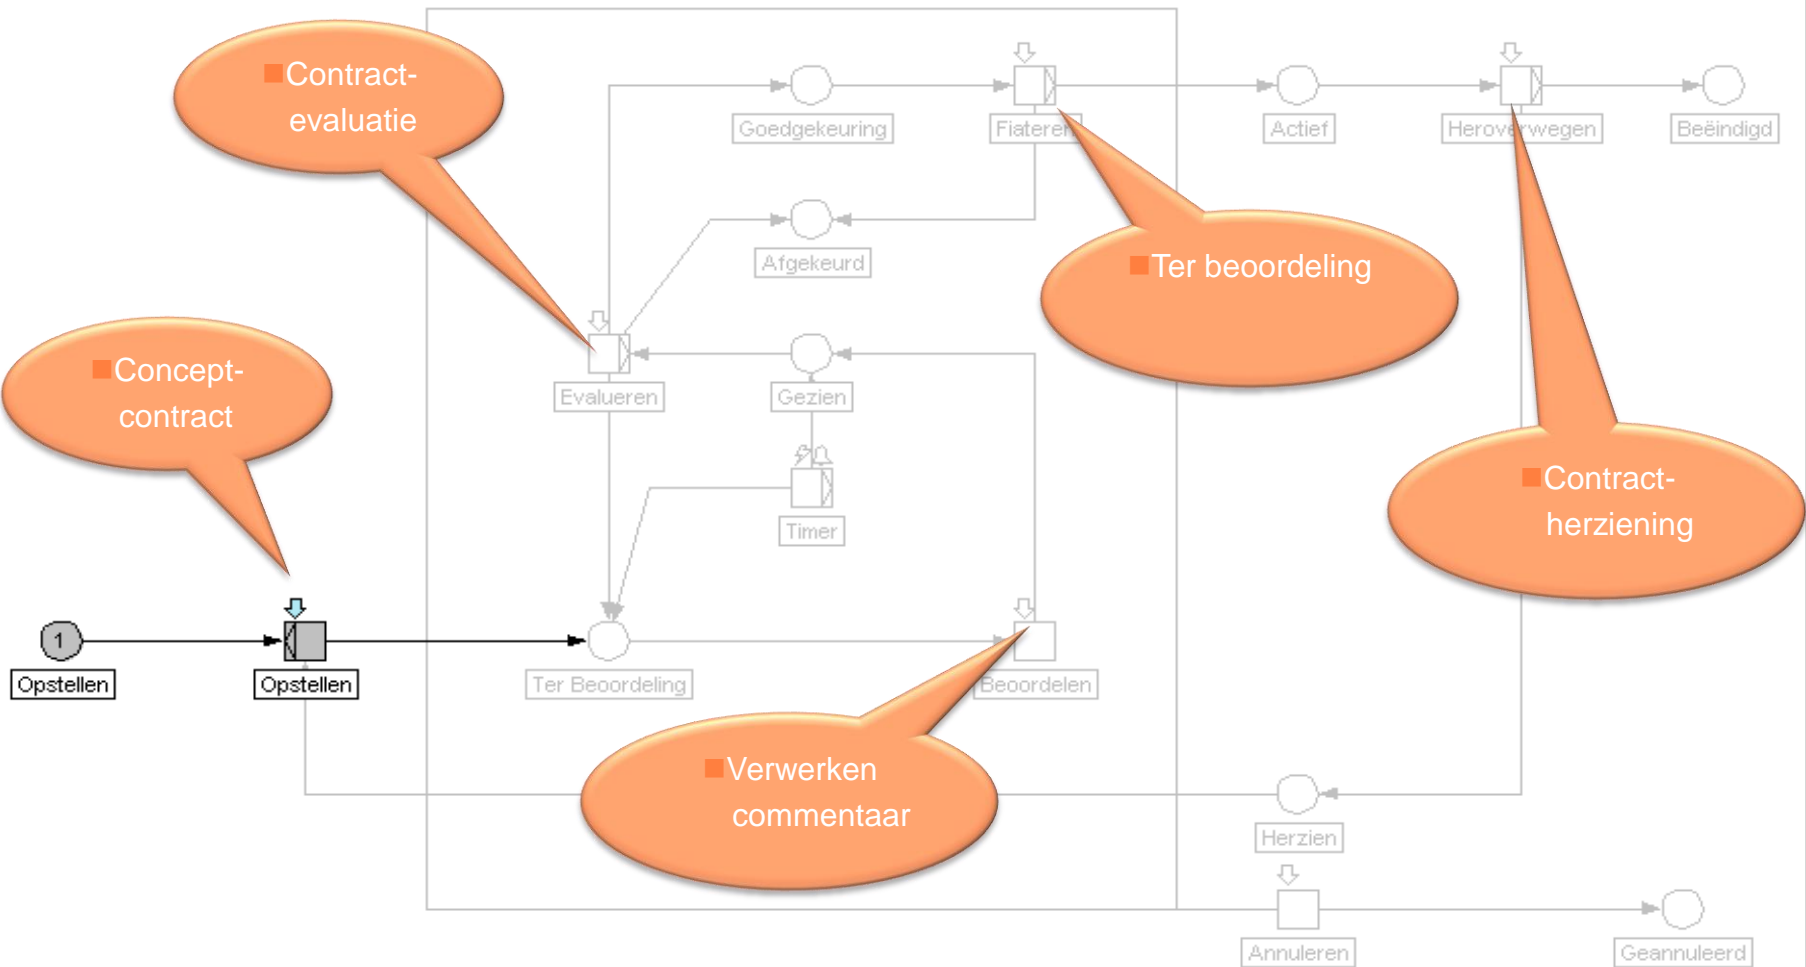 Contract-
evaluatie
Goedgekeuring
Fiateren
Actief
Heroverwegen
Beëindigd
Afgekeurd
Ter beoordeling
Concept-
contract
Evalueren
Gezien
Contract-
herziening
Timer
1
Opstellen
Opstellen
Ter Beoordeling
Beoordelen
Verwerken
commentaar
Herzien
Annuleren
Geannuleerd